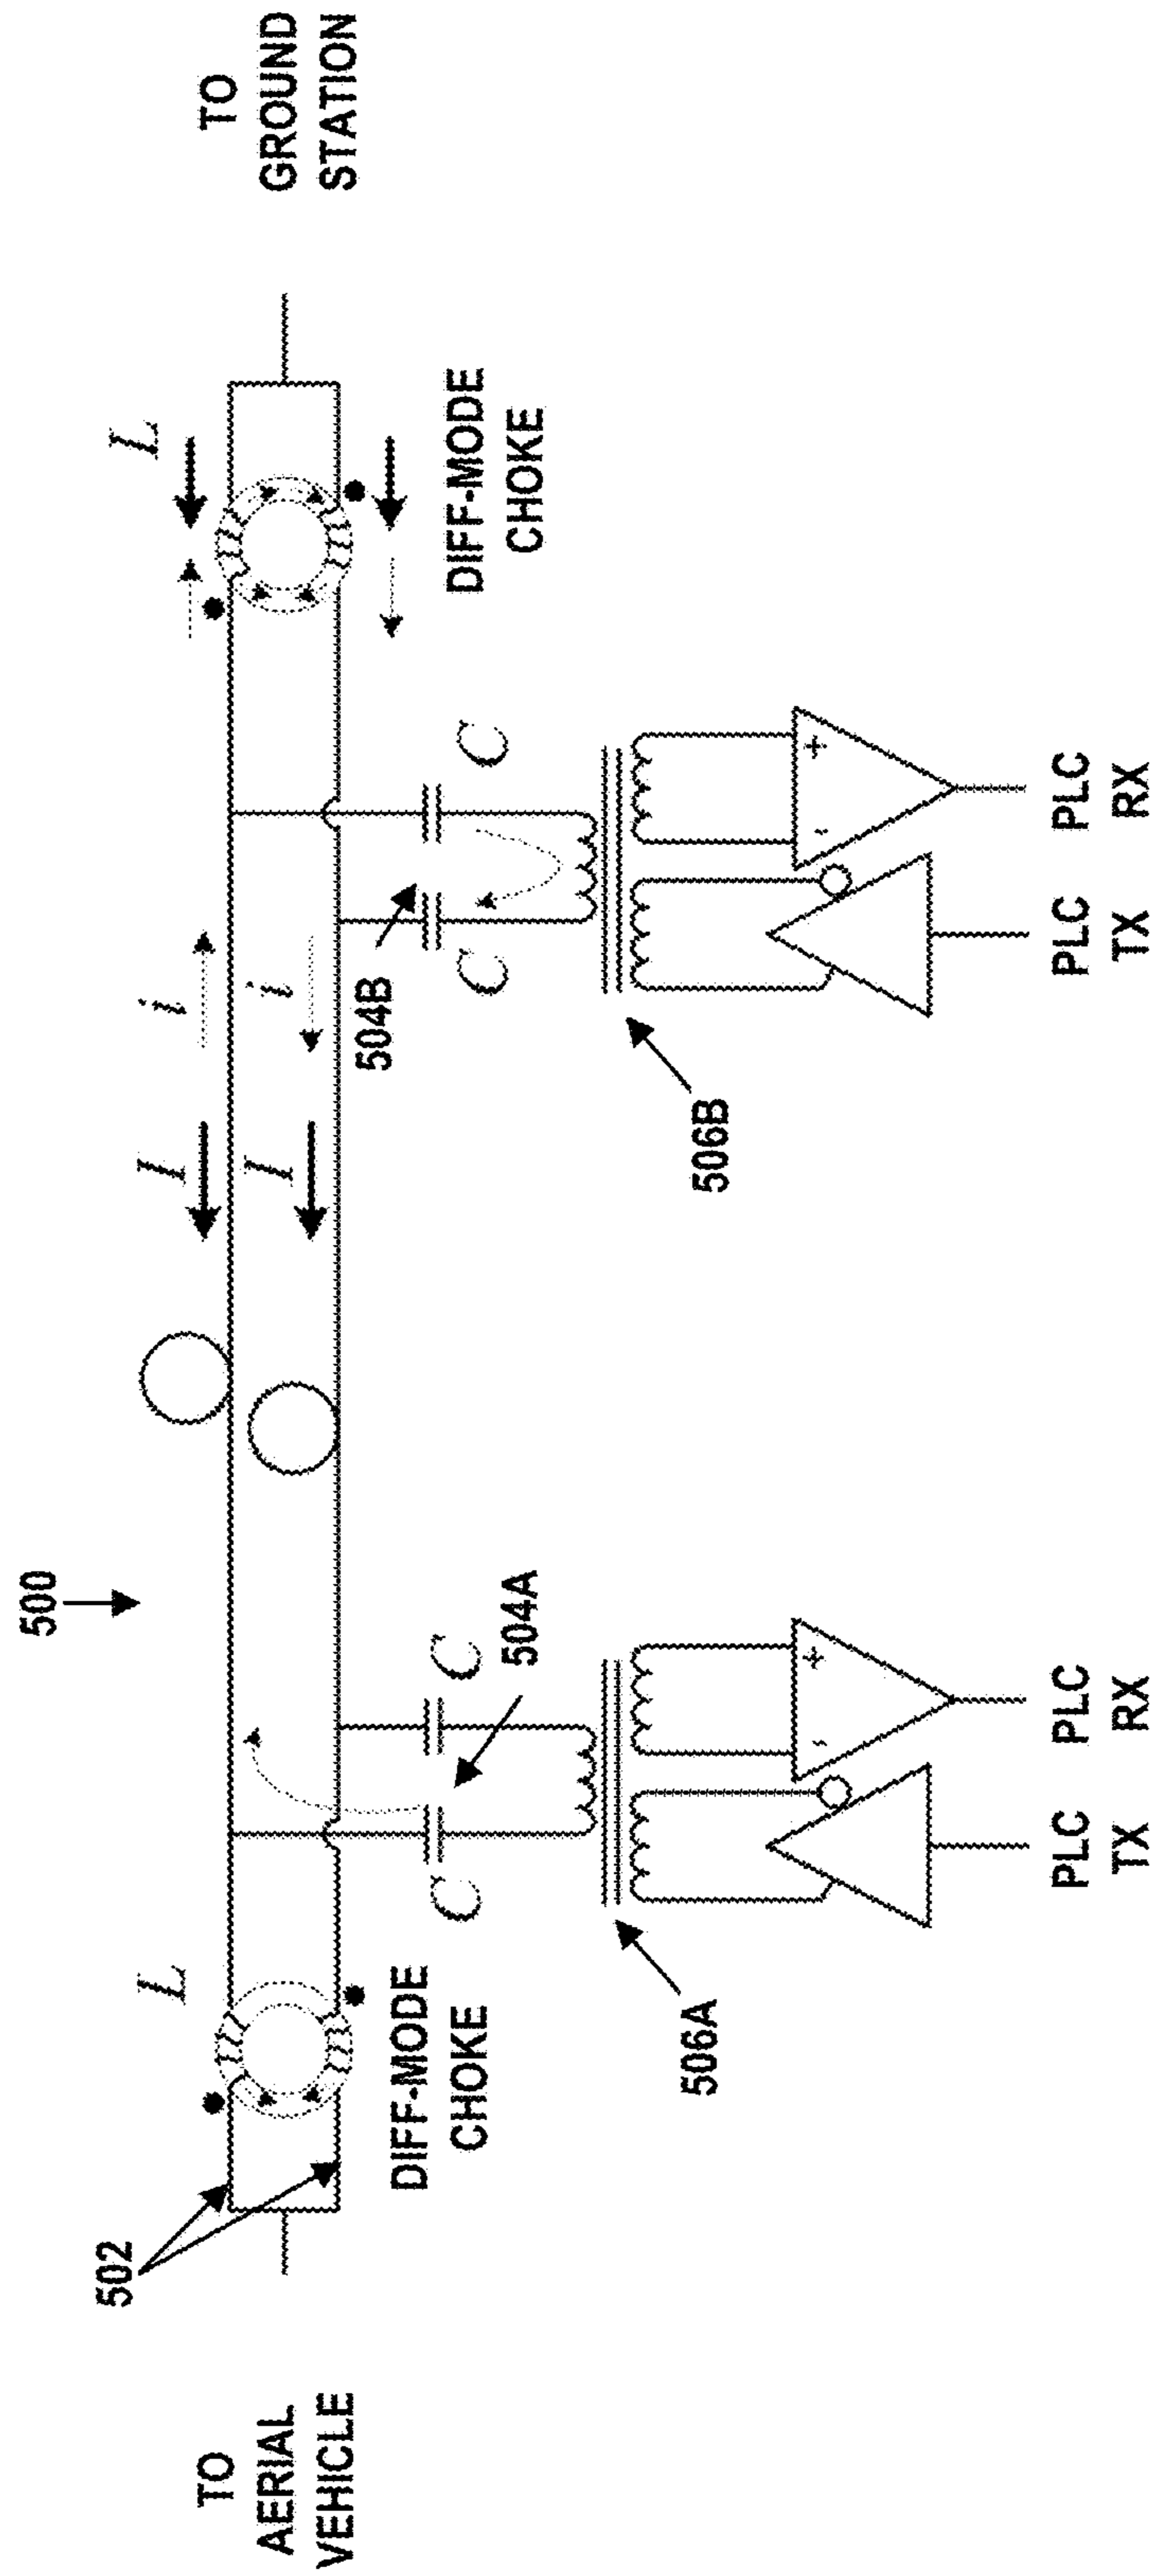 500
502
TO
AERIAL
VEHICLE
L
DIFF-MODE
CHOKE
C
C
504A
506A
PLC
TX
PLC
RX
-
+
I
i
I
i
504B
C
C
506B
PLC
TX
PLC
RX
-
+
L
DIFF-MODE
CHOKE
TO
GROUND
STATION